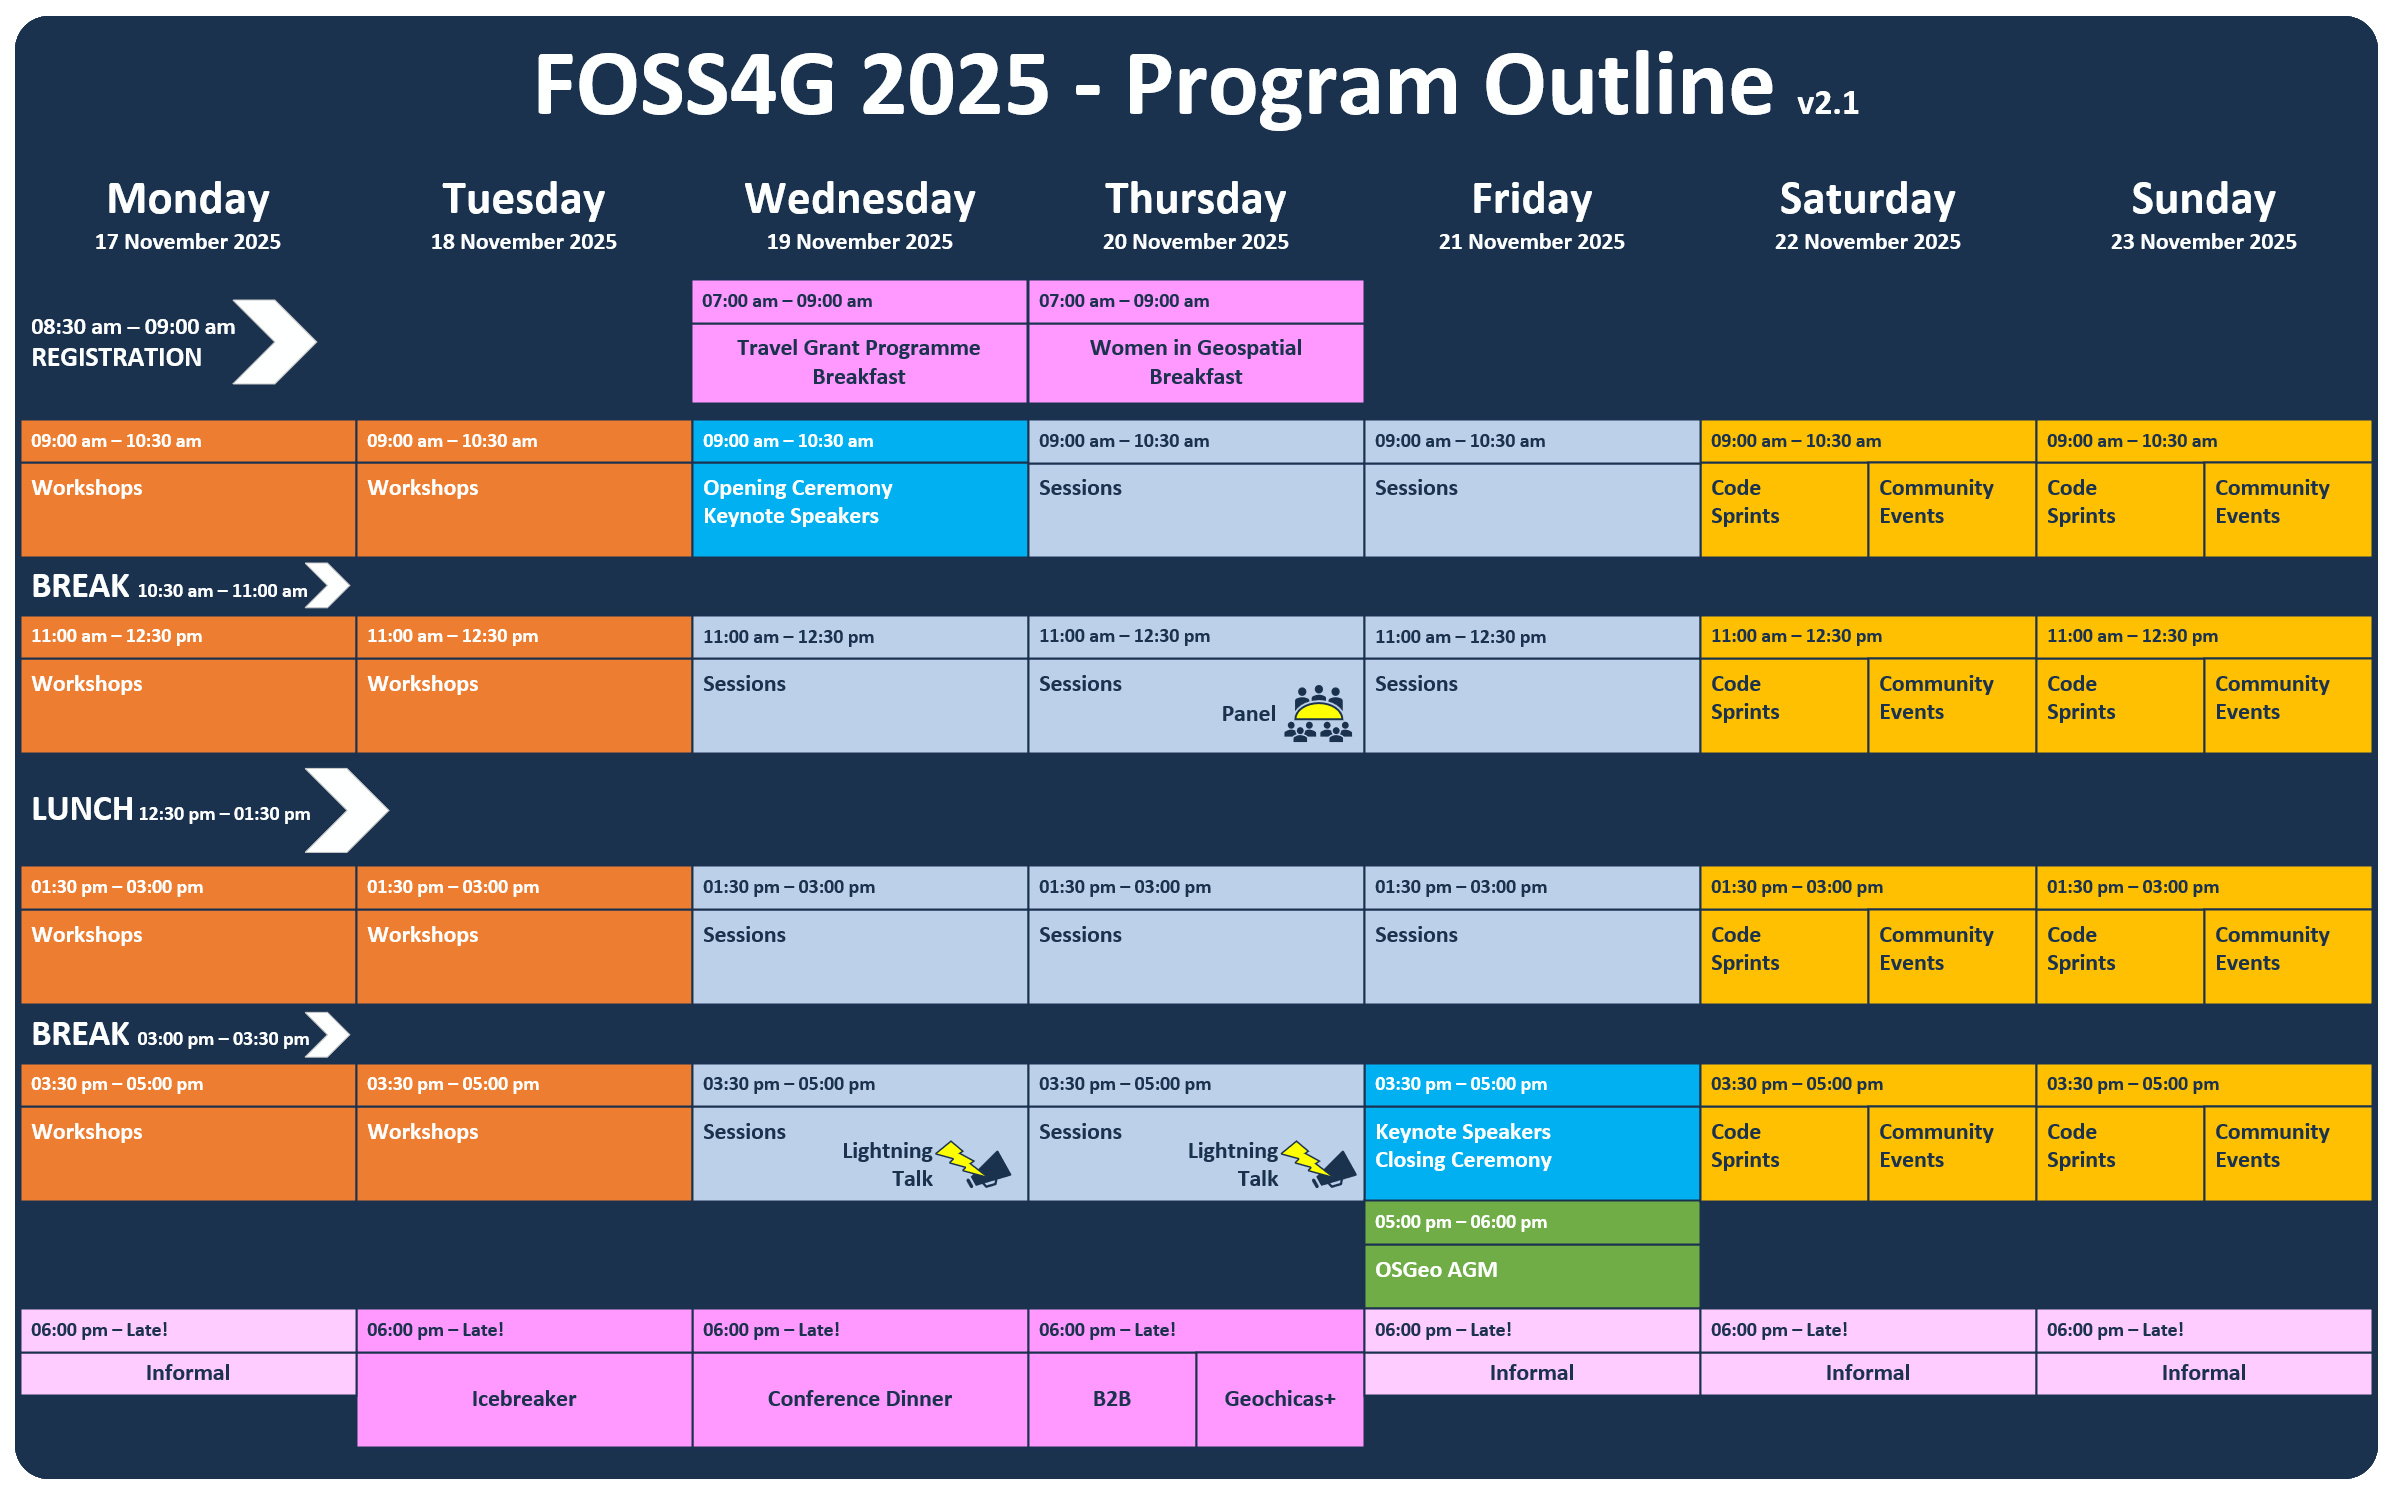 FOSS4G 2025 - Program Outline v2.1
Monday Tuesday Wednesday Thursday Friday Saturday Sunday
17 November 2025 18 November 2025 19 November 2025 20 November 2025 21 November 2025 22 November 2025 23 November 2025
07:00 am – 09:00 am 07:00 am – 09:00 am
08:30 am – 09:00 am
REGISTRATION
Travel Grant Programme
Breakfast
Women in Geospatial
Breakfast
09:00 am – 10:30 am 09:00 am – 10:30 am 09:00 am – 10:30 am 09:00 am – 10:30 am 09:00 am – 10:30 am 09:00 am – 10:30 am 09:00 am – 10:30 am
Workshops
Workshops
Opening Ceremony
Keynote Speakers
Sessions
Sessions
Code
Sprints
Community
Events
Code
Sprints
Community
Events
BREAK 10:30 am – 11:00 am
11:00 am – 12:30 pm 11:00 am – 12:30 pm 11:00 am – 12:30 pm 11:00 am – 12:30 pm 11:00 am – 12:30 pm 11:00 am – 12:30 pm 11:00 am – 12:30 pm
Workshops
Workshops
Sessions
Sessions
Panel
Sessions
Code
Sprints
Community
Events
Code
Sprints
Community
Events
LUNCH 12:30 pm – 01:30 pm
01:30 pm – 03:00 pm 01:30 pm – 03:00 pm 01:30 pm – 03:00 pm 01:30 pm – 03:00 pm 01:30 pm – 03:00 pm 01:30 pm – 03:00 pm 01:30 pm – 03:00 pm
Workshops
Workshops
Sessions
Sessions
Sessions
Code
Sprints
Community
Events
Code
Sprints
Community
Events
BREAK 03:00 pm – 03:30 pm
03:30 pm – 05:00 pm 03:30 pm – 05:00 pm 03:30 pm – 05:00 pm 03:30 pm – 05:00 pm 03:30 pm – 05:00 pm 03:30 pm – 05:00 pm 03:30 pm – 05:00 pm
Workshops
Workshops
Sessions
Lightning
Talk
Sessions
Lightning
Talk
Keynote Speakers
Closing Ceremony
Code
Sprints
Community
Events
Code
Sprints
Community
Events
05:00 pm – 06:00 pm
OSGeo AGM
06:00 pm – Late! 06:00 pm – Late! 06:00 pm – Late! 06:00 pm – Late! 06:00 pm – Late! 06:00 pm – Late! 06:00 pm – Late!
Informal
Icebreaker
Conference Dinner
B2B
Geochicas+
Informal
Informal
Informal